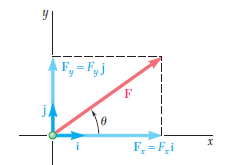 y
F_y = F_y j
F
j
θ
i
F_x = F_x i
x